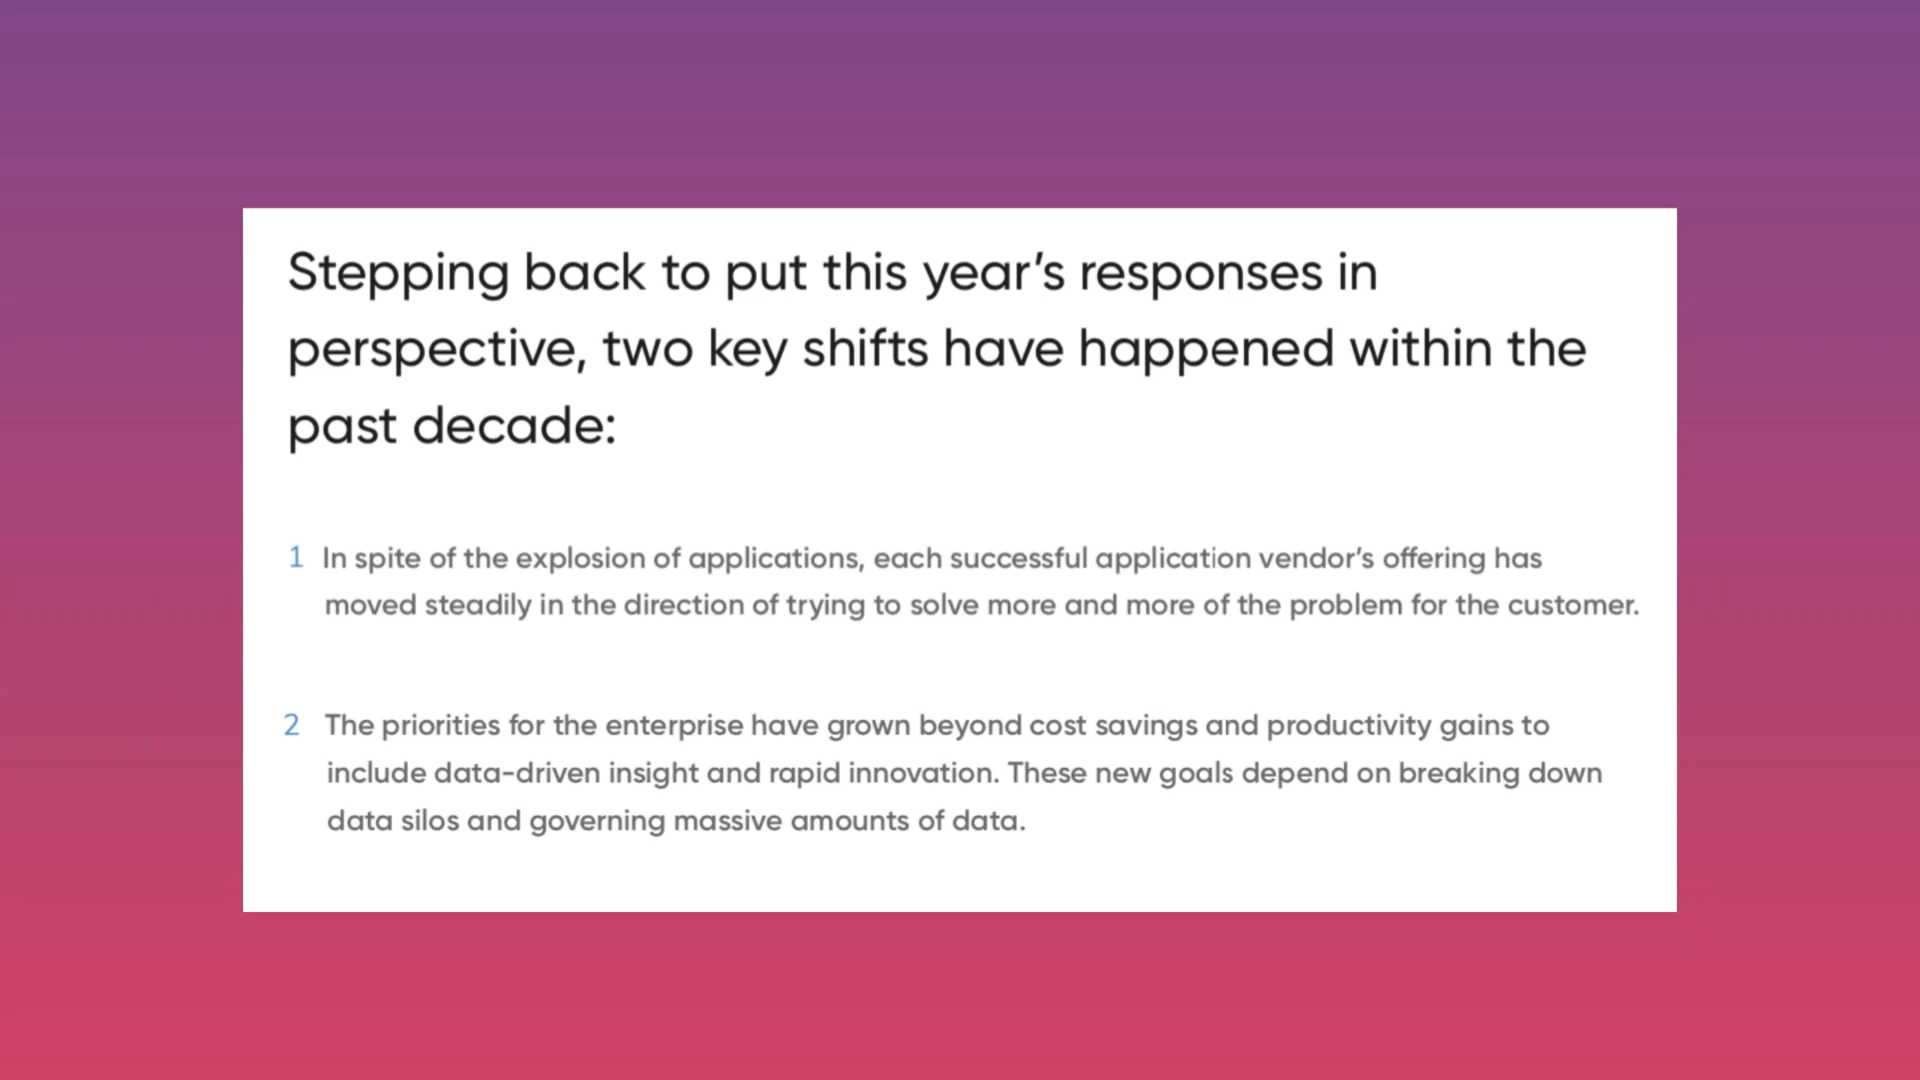 Stepping back to put this year’s responses in
perspective, two key shifts have happened within the
past decade:
1 In spite of the explosion of applications, each successful application vendor’s offering has
moved steadily in the direction of trying to solve more and more of the problem for the customer.
2 The priorities for the enterprise have grown beyond cost savings and productivity gains to
include data-driven insight and rapid innovation. These new goals depend on breaking down
data silos and governing massive amounts of data.